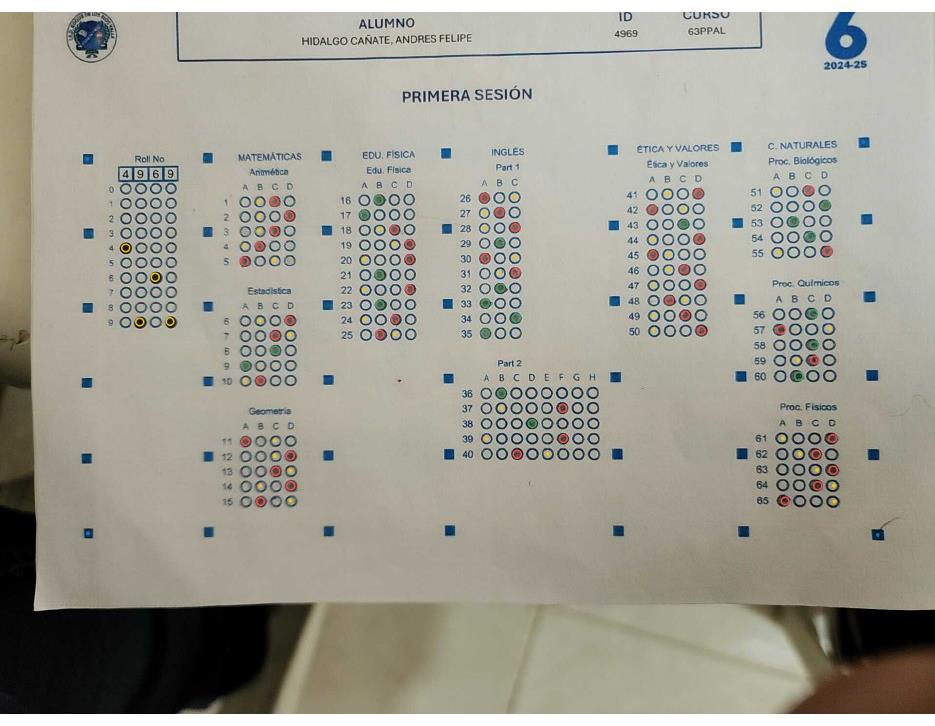 ALUMNO
HIDALGO CAÑATE, ANDRES FELIPE
ID
4969
CURSO
63PPAL
6
2024-25
PRIMERA SESIÓN
Roll No
4 9 6 9
0
1
2
3
4
5
6
7
8
9
MATEMÁTICAS
Aritmética
A B C D
1
2
3
4
5
Estadística
A B C D
6
7
8
9
10
Geometría
A B C D
11
12
13
14
15
EDU. FÍSICA
Edu. Física
A B C D
16
17
18
19
20
21
22
23
24
25
INGLÉS
Part 1
A B C
26
27
28
29
30
31
32
33
34
35
Part 2
A B C D E F G H
36
37
38
39
40
ÉTICA Y VALORES
Ética y Valores
A B C D
41
42
43
44
45
46
47
48
49
50
C. NATURALES
Proc. Biológicos
A B C D
51
52
53
54
55
Proc. Químicos
A B C D
56
57
58
59
60
Proc. Físicos
A B C D
61
62
63
64
65